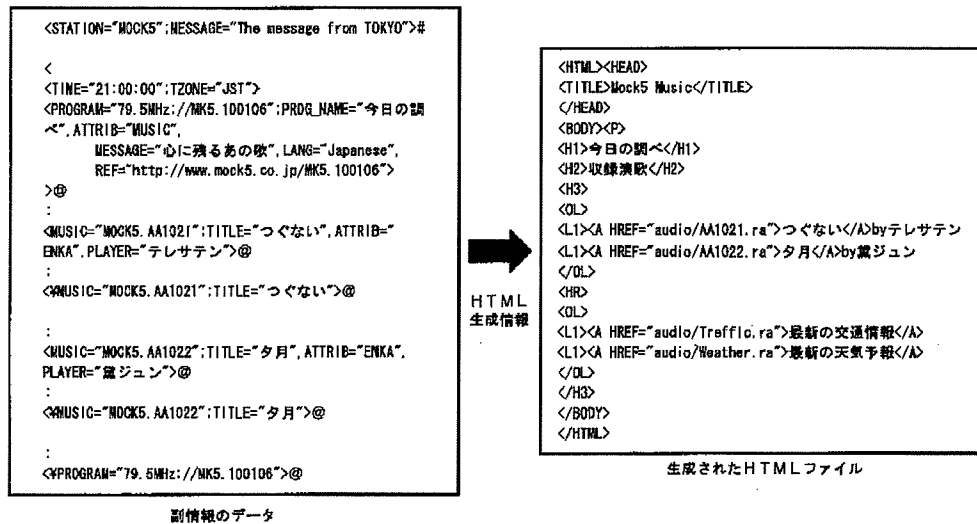 <STATION="MOCK5";MESSAGE="The message from TOKYO">#
<
<TIME="21:00:00";TZONE="JST">
<PROGRAM="79.5MHz://MK5.100106";PROG_NAME="今日の調
べ",ATTRIB="MUSIC",
MESSAGE="心に残るあの歌",LANG="Japanese",
REF="http://www.mock5.co.jp/MK5.100106">
>@
:
<MUSIC="MOCK5.AA1021";TITLE="つぐない",ATTRIB="
ENKA",PLAYER="テレサテン">@
:
<¥MUSIC="MOCK5.AA1021";TITLE="つぐない">@
:
<MUSIC="MOCK5.AA1022";TITLE="夕月",ATTRIB="ENKA",
PLAYER="黛ジュン">@
:
<¥MUSIC="MOCK5.AA1022";TITLE="夕月">@
:
<¥PROGRAM="79.5MHz://MK5.100106">@
副情報のデータ
HTML
生成情報
<HTML><HEAD>
<TITLE>Mock5 Music</TITLE>
</HEAD>
<BODY><P>
<H1>今日の調べ</H1>
<H2>収録演歌</H2>
<H3>
<OL>
<L1><A HREF="audio/AA1021.ra">つぐない</A>byテレサテン
<L1><A HREF="audio/AA1022.ra">夕月</A>by黛ジュン
</OL>
<HR>
<OL>
<L1><A HREF="audio/Traffic.ra">最新の交通情報</A>
<L1><A HREF="audio/Weather.ra">最新の天気予報</A>
</OL>
</H3>
</BODY>
</HTML>
生成されたHTMLファイル